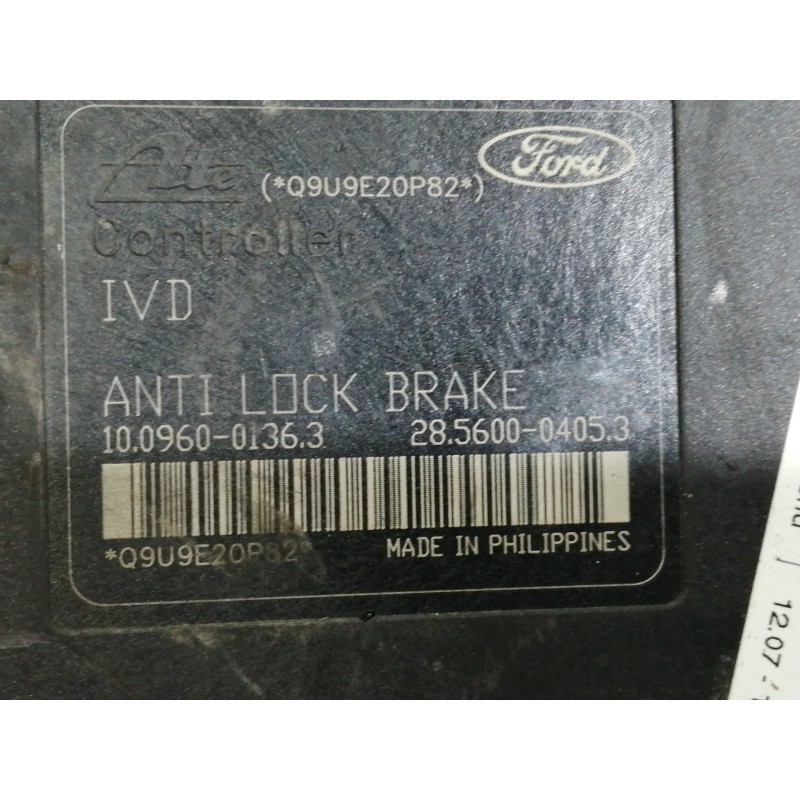 Ate (*Q9U9E20P82*) Ford
Controller
IVD
ANTI LOCK BRAKE
10.0960-0136.3 28.5600-0405.3
*Q9U9E20P82* MADE IN PHILIPPINES
12.07